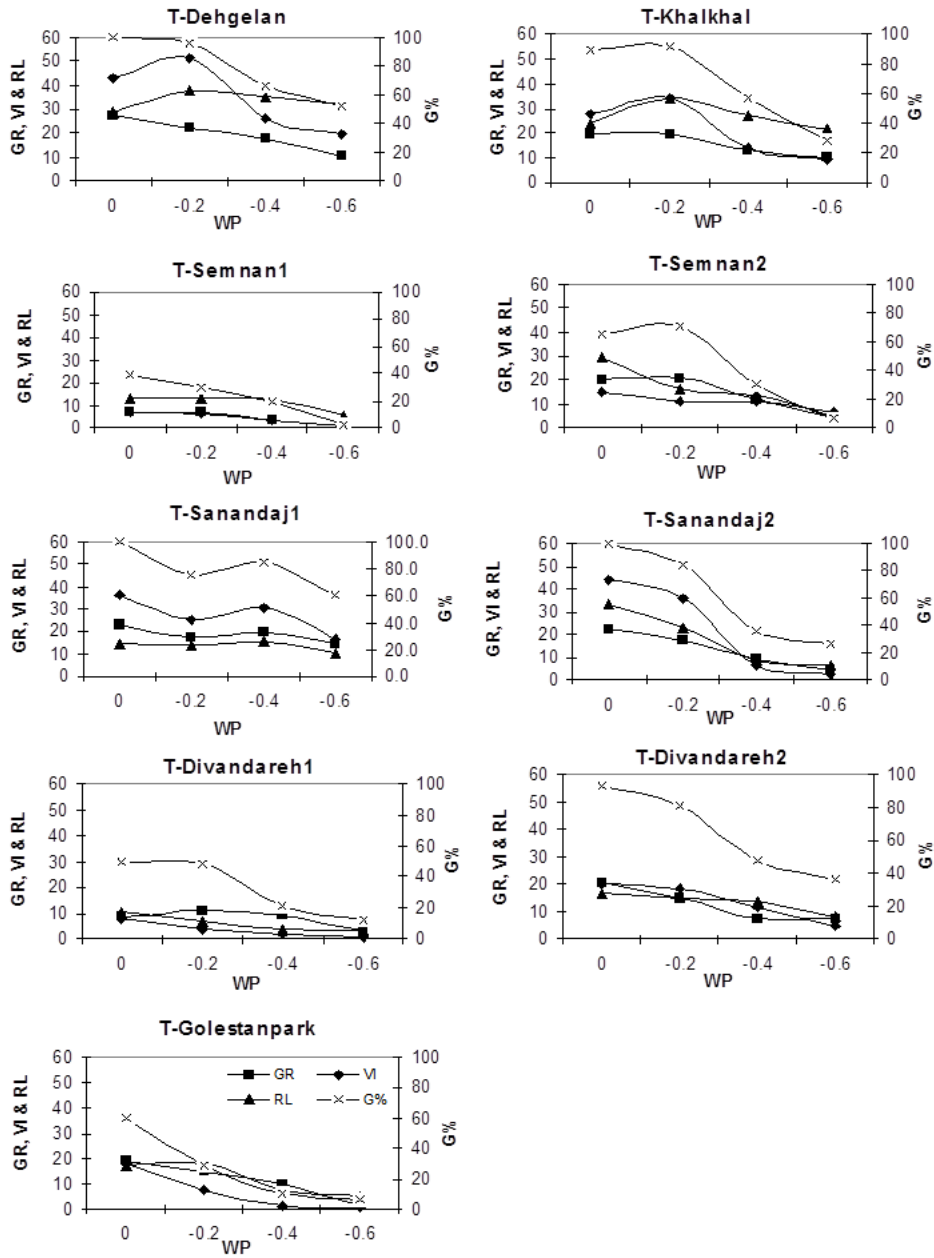 T-Dehgelan
GR, VI & RL
60 50 40 30 20 10 0
100 80 60 40 20 0
G%
0 -0.2 -0.4 -0.6
WP
T-Khalkhal
GR, VI & RL
60 50 40 30 20 10 0
100 80 60 40 20 0
G%
0 -0.2 -0.4 -0.6
WP
T-Semnan1
GR, VI & RL
60 50 40 30 20 10 0
100 80 60 40 20 0
G%
0 -0.2 -0.4 -0.6
WP
T-Semnan2
GR, VI & RL
60 50 40 30 20 10 0
100 80 60 40 20 0
G%
0 -0.2 -0.4 -0.6
WP
T-Sanandaj1
GR, VI & RL
60 50 40 30 20 10 0
100.0 80.0 60.0 40.0 20.0 0.0
G%
0 -0.2 -0.4 -0.6
WP
T-Sanandaj2
GR, VI & RL
60 50 40 30 20 10 0
100 80 60 40 20 0
G%
0 -0.2 -0.4 -0.6
WP
T-Divandareh1
GR, VI & RL
60 50 40 30 20 10 0
100 80 60 40 20 0
G%
0 -0.2 -0.4 -0.6
WP
T-Divandareh2
GR, VI & RL
60 50 40 30 20 10 0
100 80 60 40 20 0
G%
0 -0.2 -0.4 -0.6
WP
T-Golestanpark
GR, VI & RL
60 50 40 30 20 10 0
GR VI
RL G%
100 80 60 40 20 0
G%
0 -0.2 -0.4 -0.6
WP